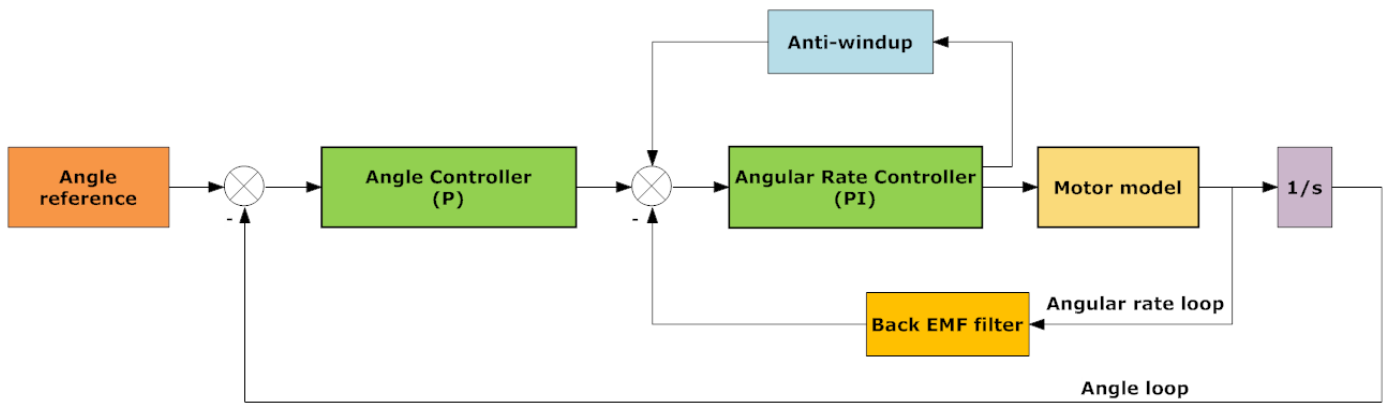 Anti-windup
Angle
reference
-
Angle Controller
(P)
-
Angular Rate Controller
(PI)
Motor model
1/s
Back EMF filter
Angular rate loop
Angle loop